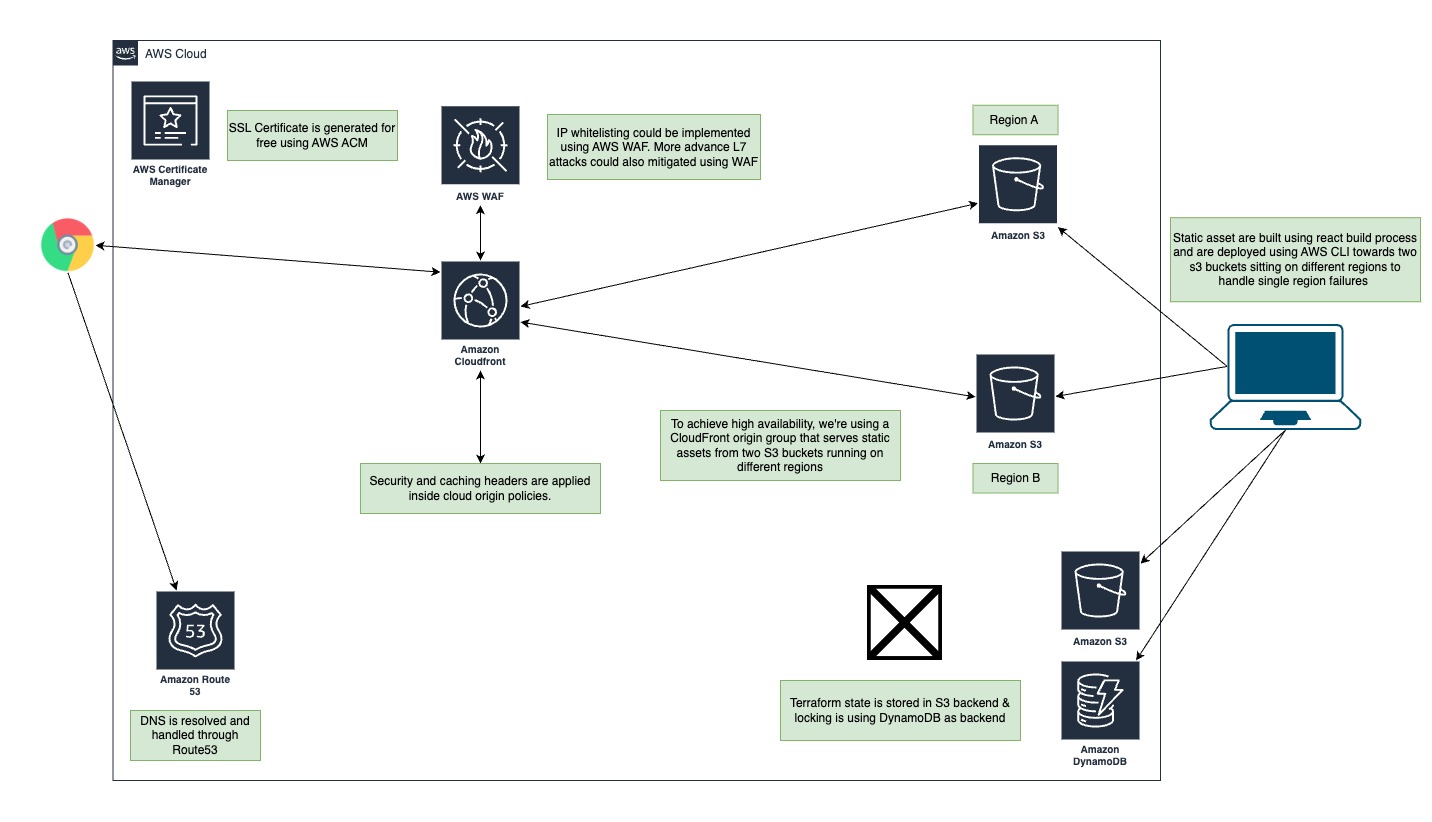 aws
AWS Cloud
AWS Certificate
Manager
SSL Certificate is generated for
free using AWS ACM
AWS WAF
IP whitelisting could be implemented
using AWS WAF. More advance L7
attacks could also mitigated using WAF
Region A
Amazon S3
Static asset are built using react build process
and are deployed using AWS CLI towards two
s3 buckets sitting on different regions to
handle single region failures
Amazon
Cloudfront
Amazon S3
Region B
To achieve high availability, we're using a
CloudFront origin group that serves static
assets from two S3 buckets running on
different regions
Security and caching headers are applied
inside cloud origin policies.
53
Amazon Route
53
DNS is resolved and
handled through
Route53
Amazon S3
Terraform state is stored in S3 backend &
locking is using DynamoDB as backend
Amazon
DynamoDB